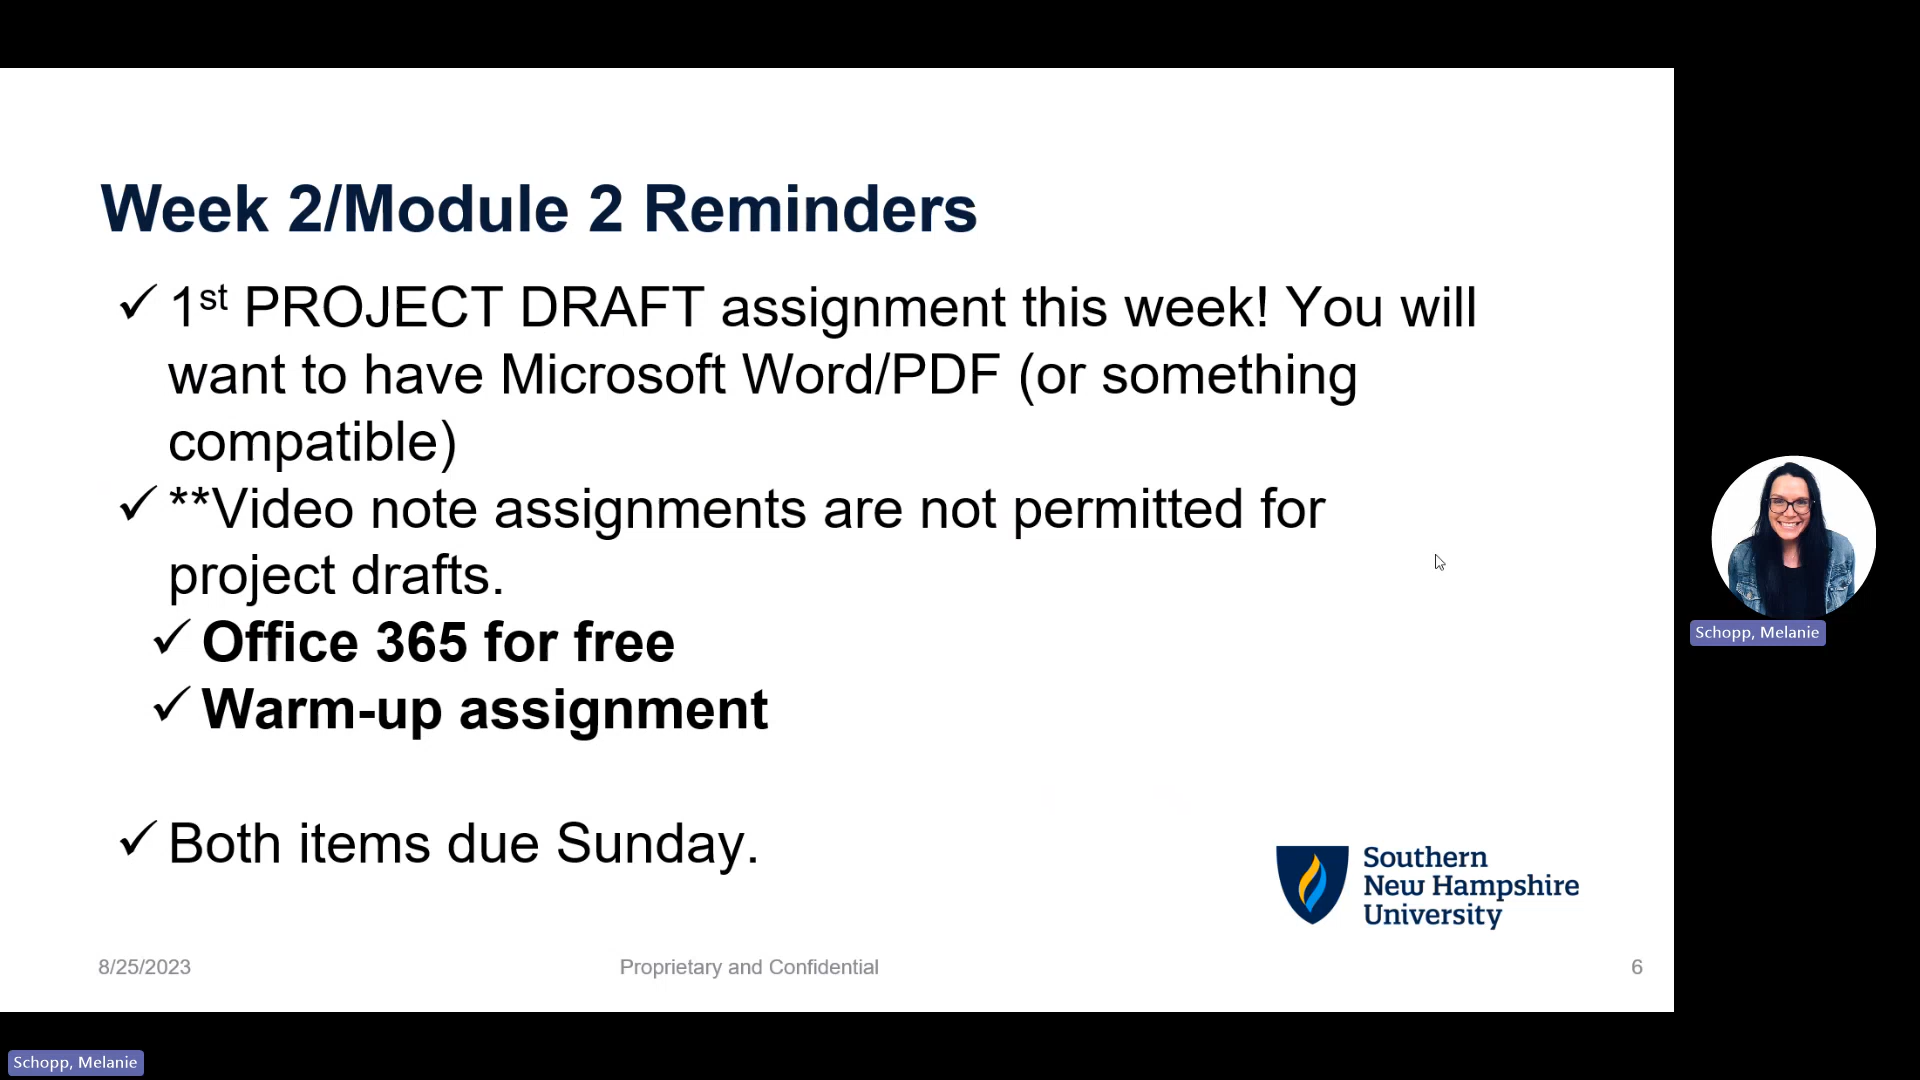 Week 2/Module 2 Reminders
✓ 1st PROJECT DRAFT assignment this week! You will
want to have Microsoft Word/PDF (or something
compatible)
✓ **Video note assignments are not permitted for
project drafts.
✓ Office 365 for free
✓ Warm-up assignment
✓ Both items due Sunday.
Southern
New Hampshire
University
8/25/2023
Proprietary and Confidential
6
Schopp, Melanie
Schopp, Melanie